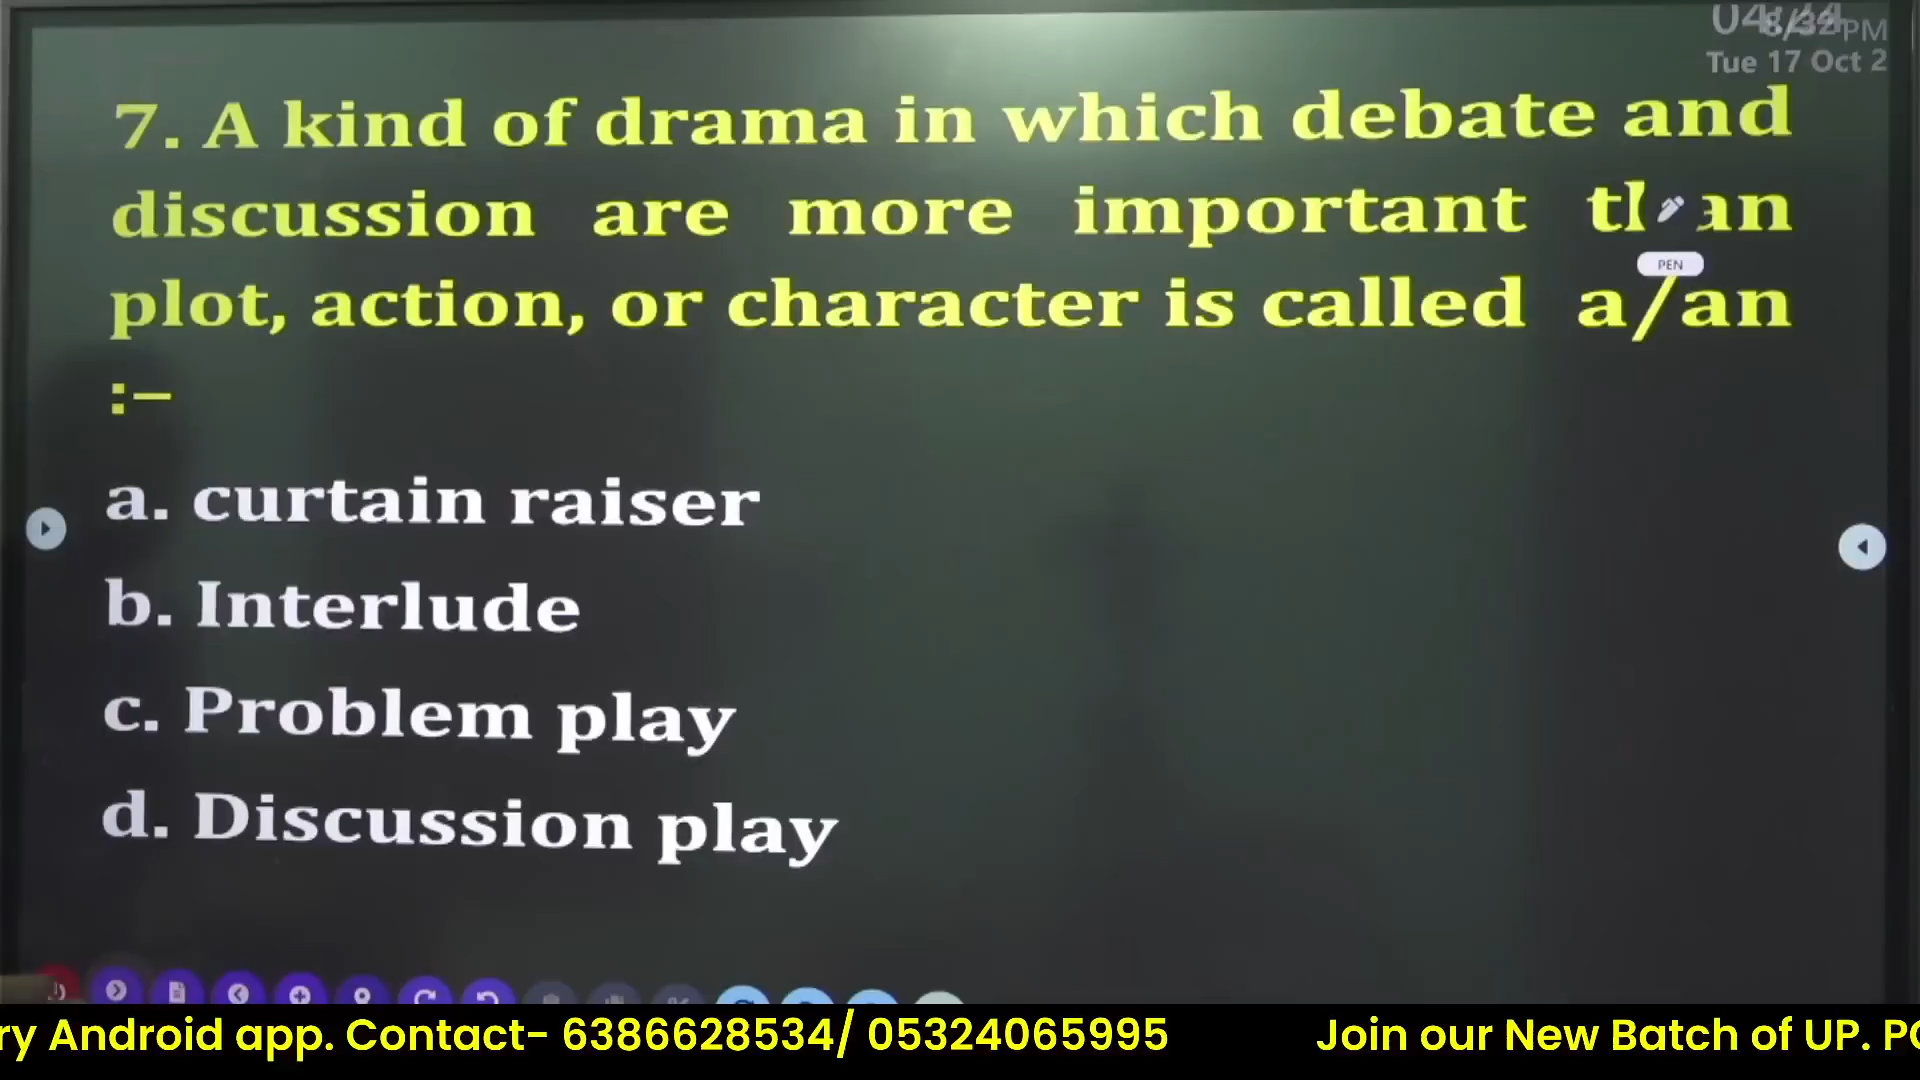 Tue 17 Oct 2
7. A kind of drama in which debate and
discussion are more important than
PEN
plot, action, or character is called a/an
:–
a. curtain raiser
b. Interlude
c. Problem play
d. Discussion play
ry Android app. Contact- 6386628534/ 05324065995 Join our New Batch of UP. PG